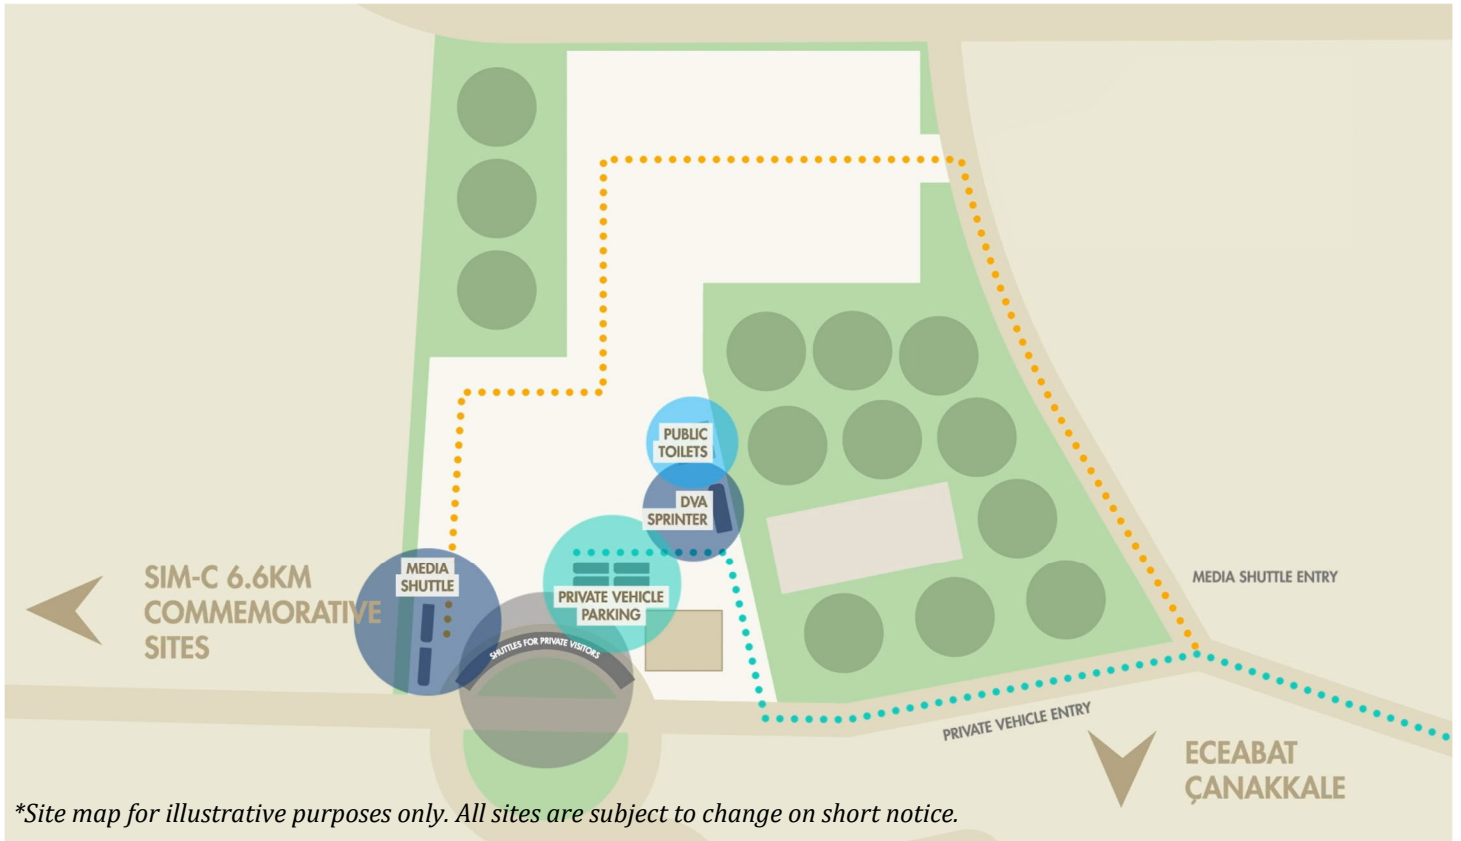 PUBLIC
TOILETS
DVA
SPRINTER
MEDIA
SHUTTLE
PRIVATE VEHICLE
PARKING
SHUTTLES FOR PRIVATE VISITORS
SIM-C 6.6KM
COMMEMORATIVE
SITES
MEDIA SHUTTLE ENTRY
PRIVATE VEHICLE ENTRY
ECEABAT
ÇANAKKALE
*Site map for illustrative purposes only. All sites are subject to change on short notice.